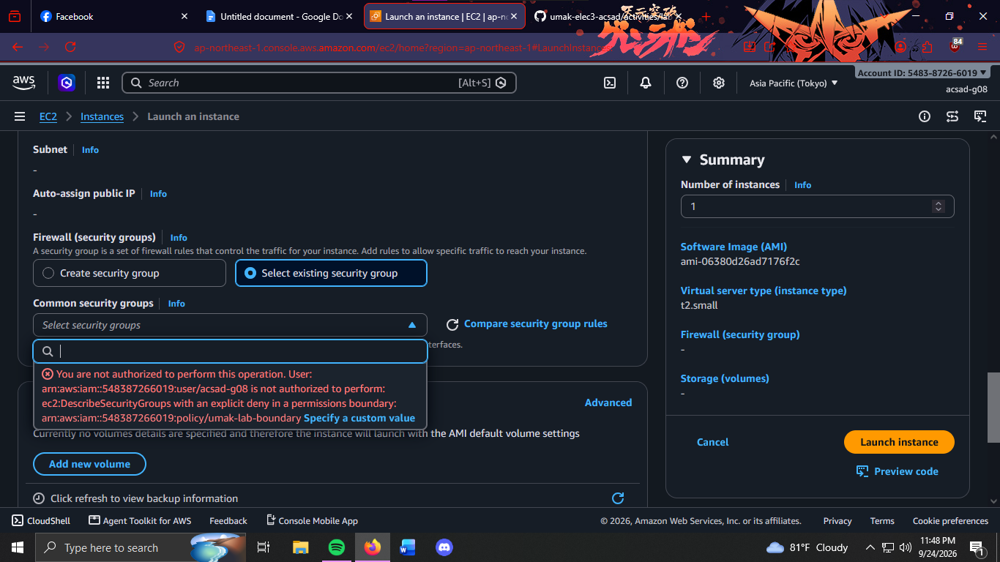 Facebook
Untitled document - Google Do
Launch an instance | EC2 | ap-n
umak-elec3-acsad/activities/lab
ap-northeast-1.console.aws.amazon.com/ec2/home?region=ap-northeast-1#LaunchInstances
84
aws
Search
[Alt+S]
Asia Pacific (Tokyo)
Account ID: 5483-8726-6019
acsad-g08
EC2
Instances
Launch an instance
Subnet
Info
-
Auto-assign public IP
Info
-
Firewall (security groups)
Info
A security group is a set of firewall rules that control the traffic for your instance. Add rules to allow specific traffic to reach your instance.
Create security group
Select existing security group
Common security groups
Info
Select security groups
Compare security group rules
terfaces.
You are not authorized to perform this operation. User:
arn:aws:iam::548387266019:user/acsad-g08 is not authorized to perform:
ec2:DescribeSecurityGroups with an explicit deny in a permissions boundary:
arn:aws:iam::548387266019:policy/umak-lab-boundary Specify a custom value
Advanced
Currently no volumes details are specified and therefore the instance will launch with the AMI default volume settings
Add new volume
Click refresh to view backup information
Summary
Number of instances
Info
1
Software Image (AMI)
ami-06380d26ad7176f2c
Virtual server type (instance type)
t2.small
Firewall (security group)
-
Storage (volumes)
-
Cancel
Launch instance
Preview code
CloudShell
Agent Toolkit for AWS
Feedback
Console Mobile App
© 2026, Amazon Web Services, Inc. or its affiliates.
Privacy
Terms
Cookie preferences
Type here to search
81°F Cloudy
11:48 PM
9/24/2026
1